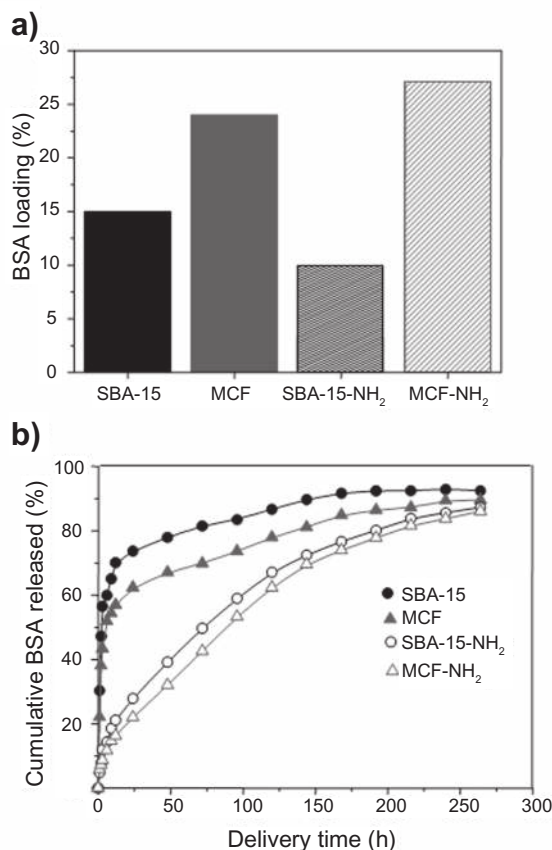 a)
BSA loading (%)
30
25
20
15
10
5
0
SBA-15 MCF SBA-15-NH₂ MCF-NH₂
b)
Cumulative BSA released (%)
100
80
60
40
20
0 50 100 150 200 250 300
SBA-15
MCF
SBA-15-NH₂
MCF-NH₂
Delivery time (h)